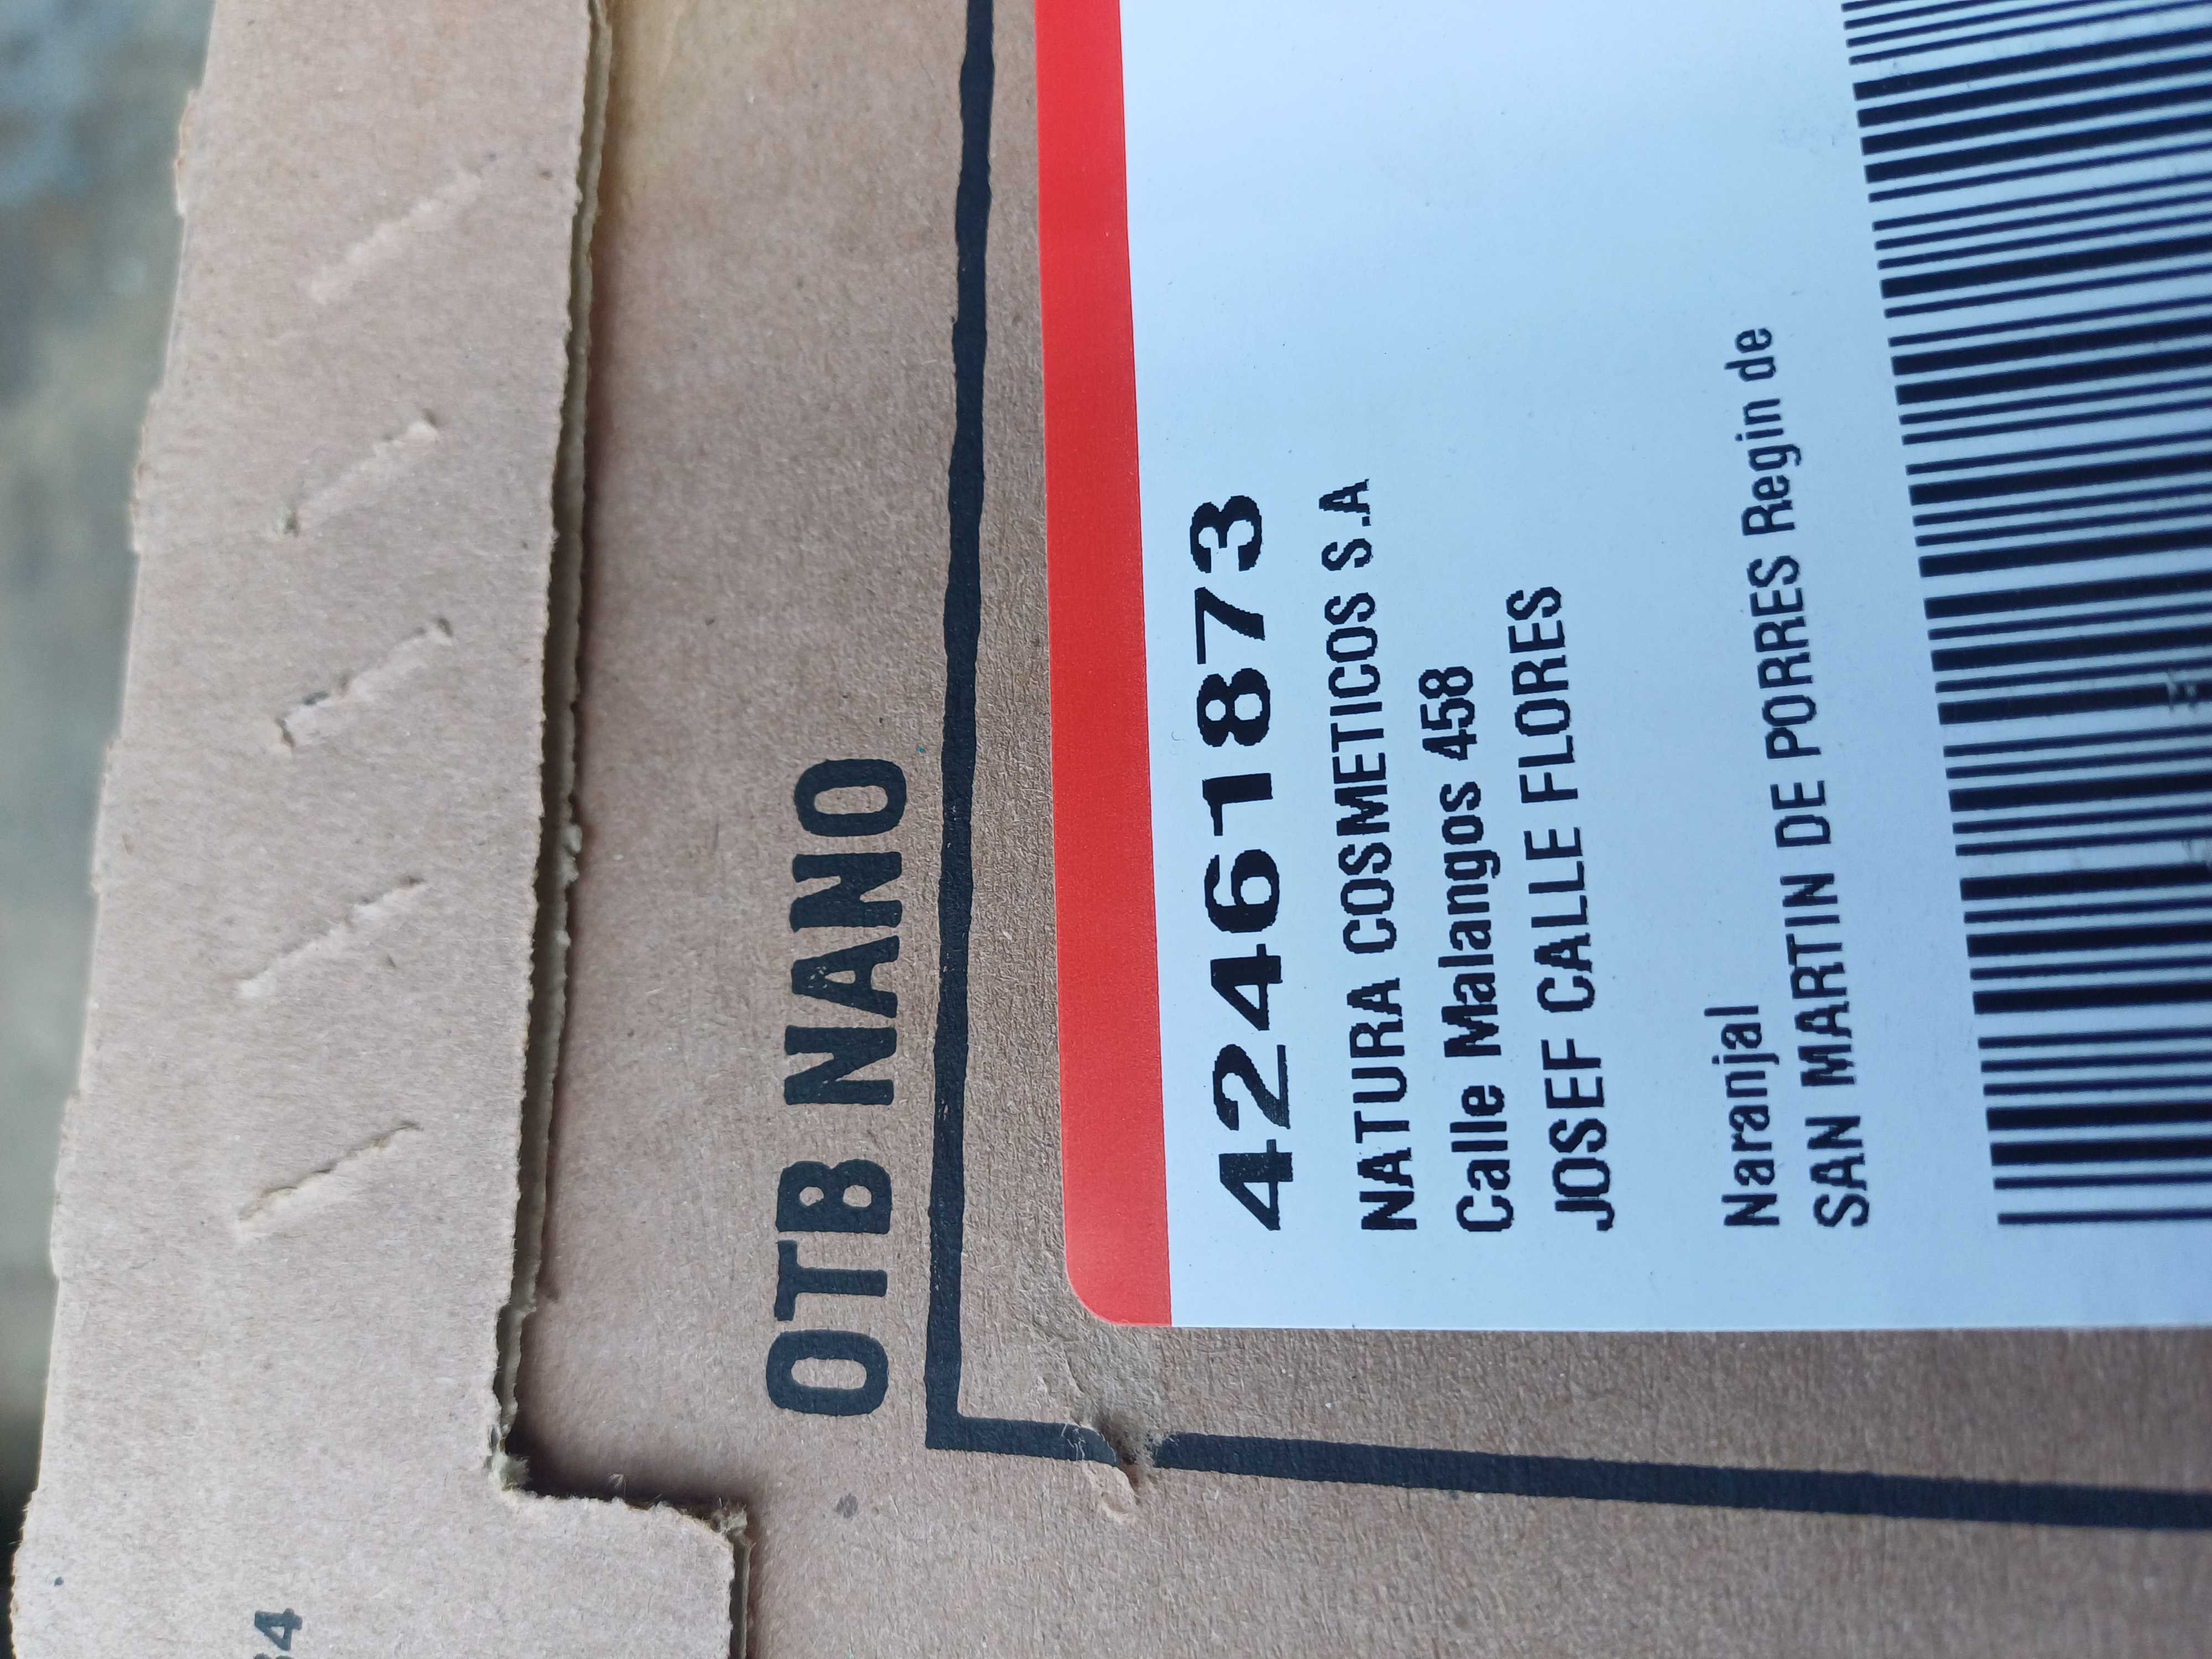 OTB NANO
42461873
NATURA COSMETICOS S.A
Calle Malangos 458
JOSEF CALLE FLORES
Naranjal
SAN MARTIN DE PORRES Regin de